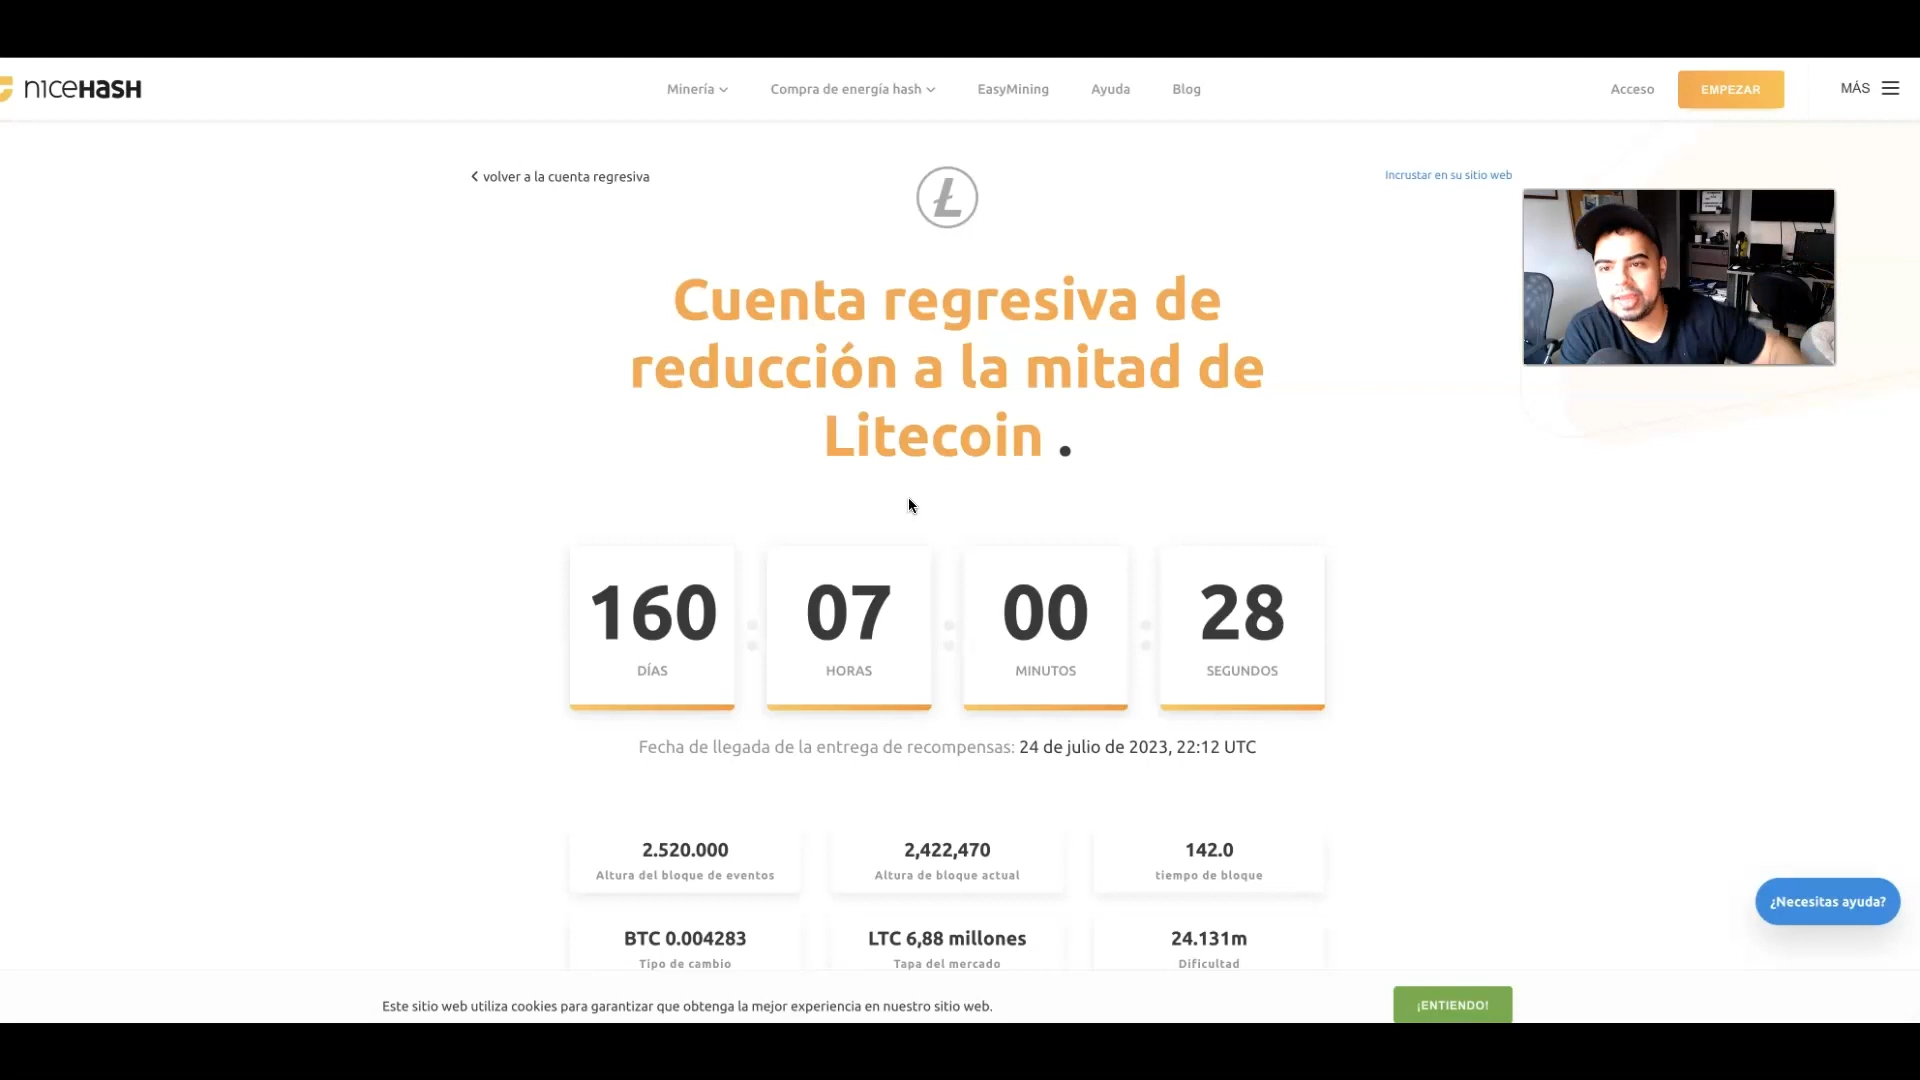 nıceHASH
Minería
Compra de energía hash
EasyMining
Ayuda
Blog
Acceso
EMPEZAR
MÁS
volver a la cuenta regresiva
Incrustar en su sitio web
Cuenta regresiva de
reducción a la mitad de
Litecoin .
160 : 07 : 00 : 28
DÍAS HORAS MINUTOS SEGUNDOS
Fecha de llegada de la entrega de recompensas: 24 de julio de 2023, 22:12 UTC
2.520.000
Altura del bloque de eventos
2,422,470
Altura de bloque actual
142.0
tiempo de bloque
BTC 0.004283
Tipo de cambio
LTC 6,88 millones
Tapa del mercado
24.131m
Dificultad
¿Necesitas ayuda?
Este sitio web utiliza cookies para garantizar que obtenga la mejor experiencia en nuestro sitio web.
¡ENTIENDO!